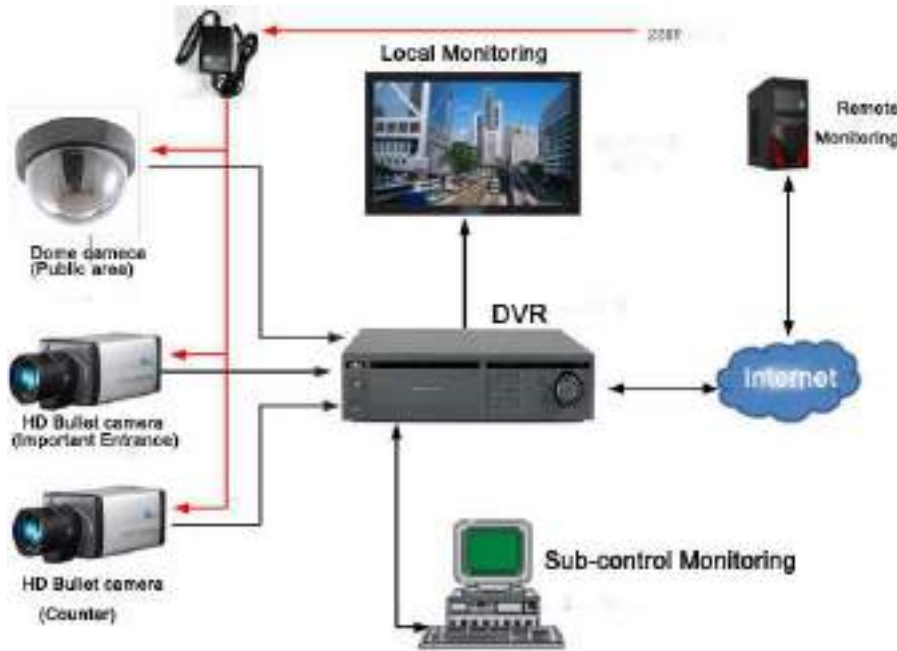 Local Monitoring
Remote
Monitoring
Dome cameca
(Public area)
DVR
Internet
HD Bullet camera
(Important Entrance)
Sub-control Monitoring
HD Bullet camera
(Counter)